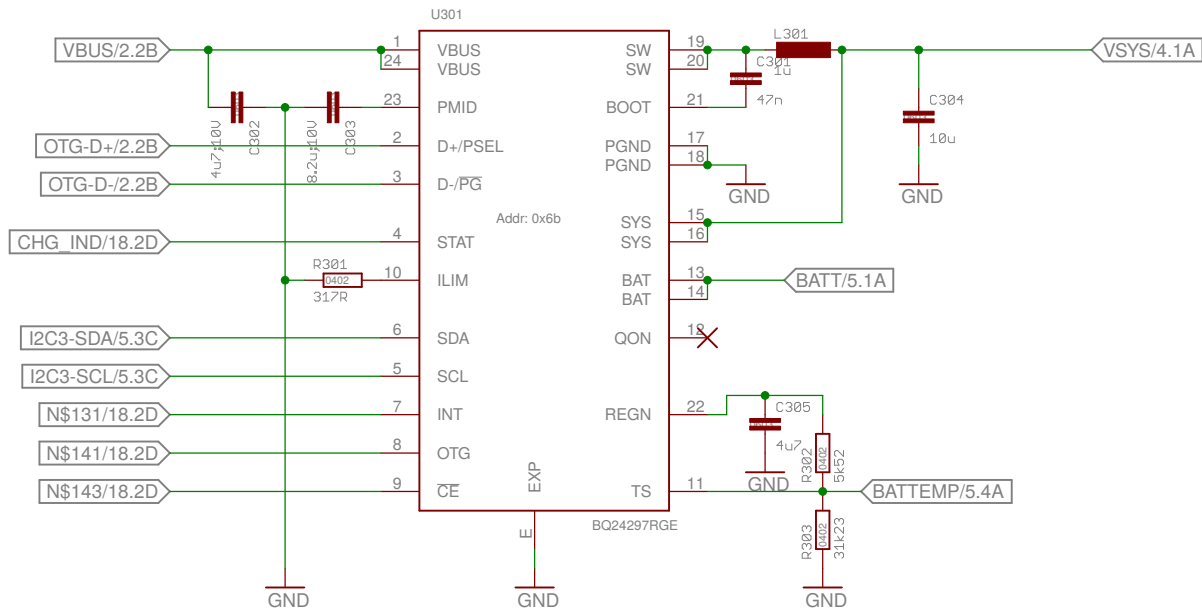 U301
VBUS/2.2B
1 VBUS
24 VBUS
SW 19
SW 20
L301
1u
VSYS/4.1A
C301
47n
23 PMID
BOOT 21
C304
10u
4u7;10V
C302
8.2u;10V
C303
OTG-D+/2.2B
2 D+/PSEL
PGND 17
PGND 18
GND
GND
OTG-D-/2.2B
3 D-/PG
Addr: 0x6b
SYS 15
SYS 16
CHG_IND/18.2D
4 STAT
R301
0402
317R
10 ILIM
BAT 13
BAT 14
BATT/5.1A
I2C3-SDA/5.3C
6 SDA
QON 12
I2C3-SCL/5.3C
5 SCL
N$131/18.2D
7 INT
REGN 22
C305
4u7
GND
R302
0402
5k52
N$141/18.2D
8 OTG
N$143/18.2D
9 CE
EXP
TS 11
BATTEMP/5.4A
E
BQ24297RGE
R303
0402
31k23
GND
GND
GND